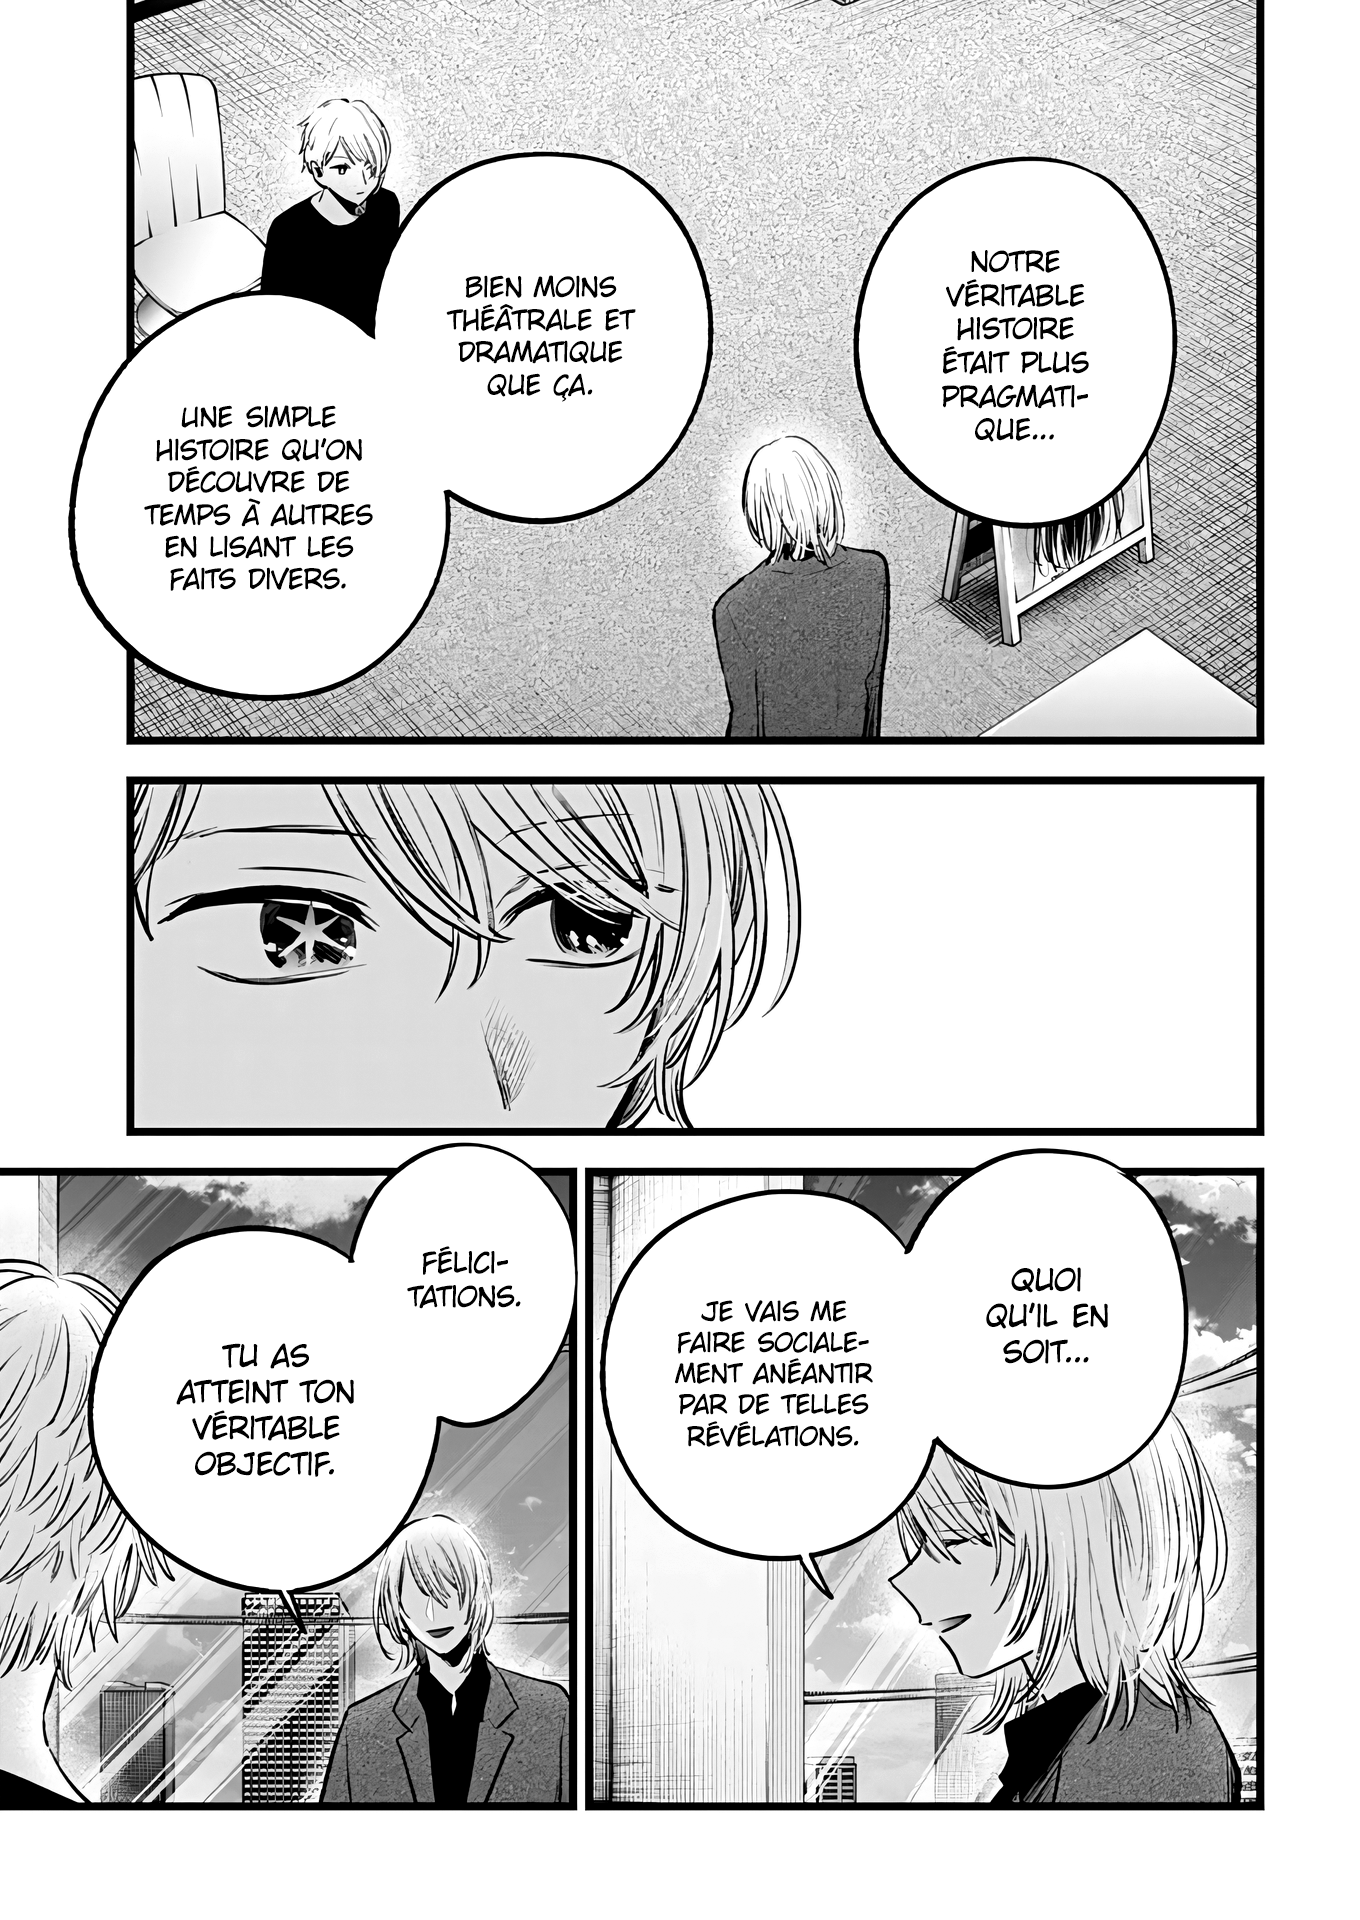 NOTRE
VÉRITABLE
HISTOIRE
ÉTAIT PLUS
PRAGMATI-
QUE...
BIEN MOINS
THÉÂTRALE ET
DRAMATIQUE
QUE ÇA.
UNE SIMPLE
HISTOIRE QU'ON
DÉCOUVRE DE
TEMPS À AUTRES
EN LISANT LES
FAITS DIVERS.
QUOI
QU'IL EN
SOIT...
JE VAIS ME
FAIRE SOCIALE-
MENT ANÉANTIR
PAR DE TELLES
RÉVÉLATIONS.
FÉLICI-
TATIONS.
TU AS
ATTEINT TON
VÉRITABLE
OBJECTIF.